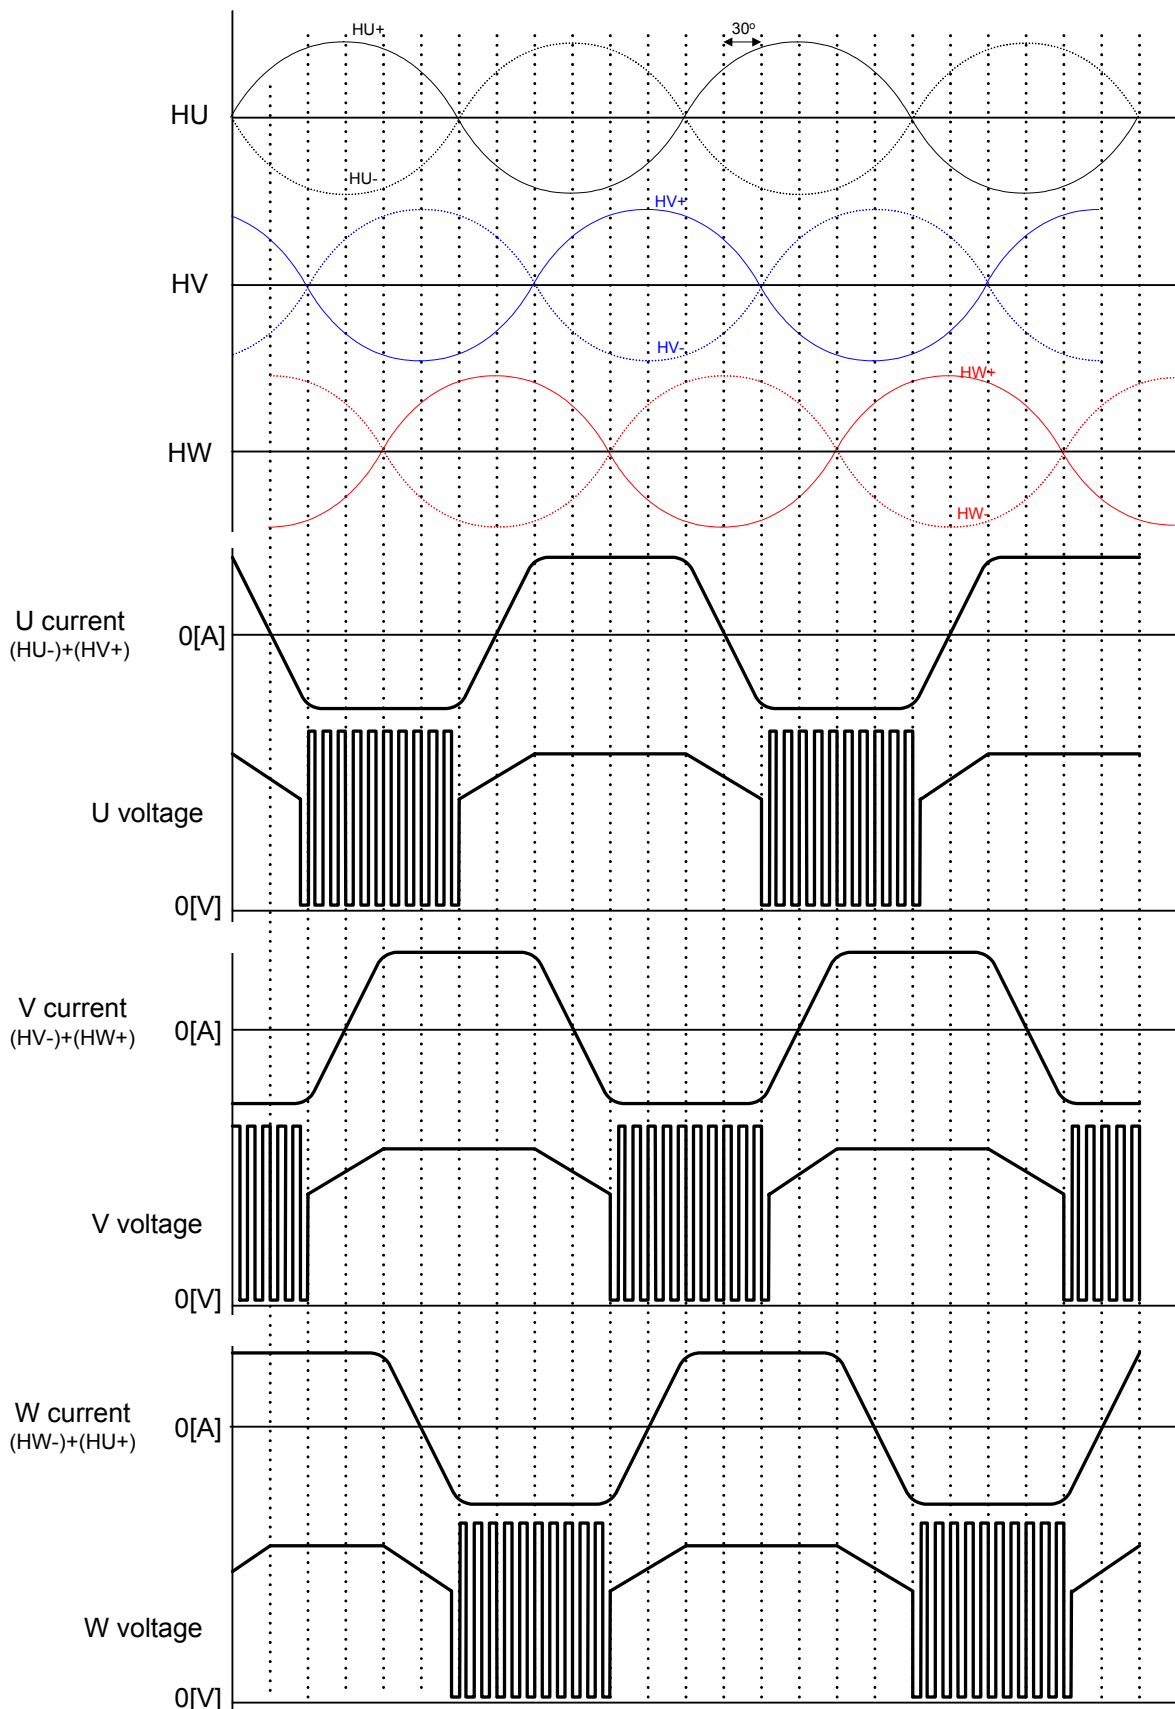 HU+
30º
HU
HU-
HV+
HV
HV-
HW+
HW
HW-
U current
(HU-)+(HV+)
0[A]
U voltage
0[V]
V current
(HV-)+(HW+)
0[A]
V voltage
0[V]
W current
(HW-)+(HU+)
0[A]
W voltage
0[V]